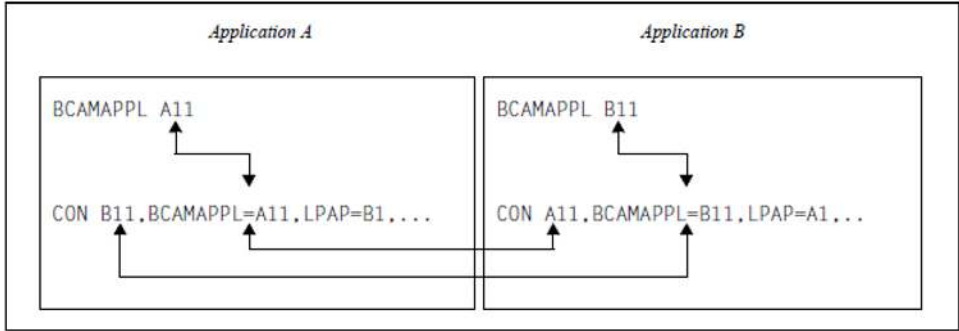 Application A
Application B
BCAMAPPL A11
BCAMAPPL B11
CON B11,BCAMAPPL=A11,LPAP=B1,...
CON A11,BCAMAPPL=B11,LPAP=A1,...